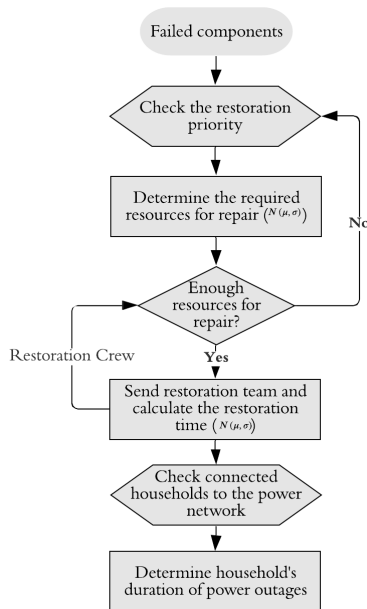 Failed components
Check the restoration
priority
Determine the required
resources for repair (N(μ,σ))
No
Enough
resources for
repair?
Yes
Restoration Crew
Send restoration team and
calculate the restoration
time (N(μ,σ))
Check connected
households to the power
network
Determine household's
duration of power outages